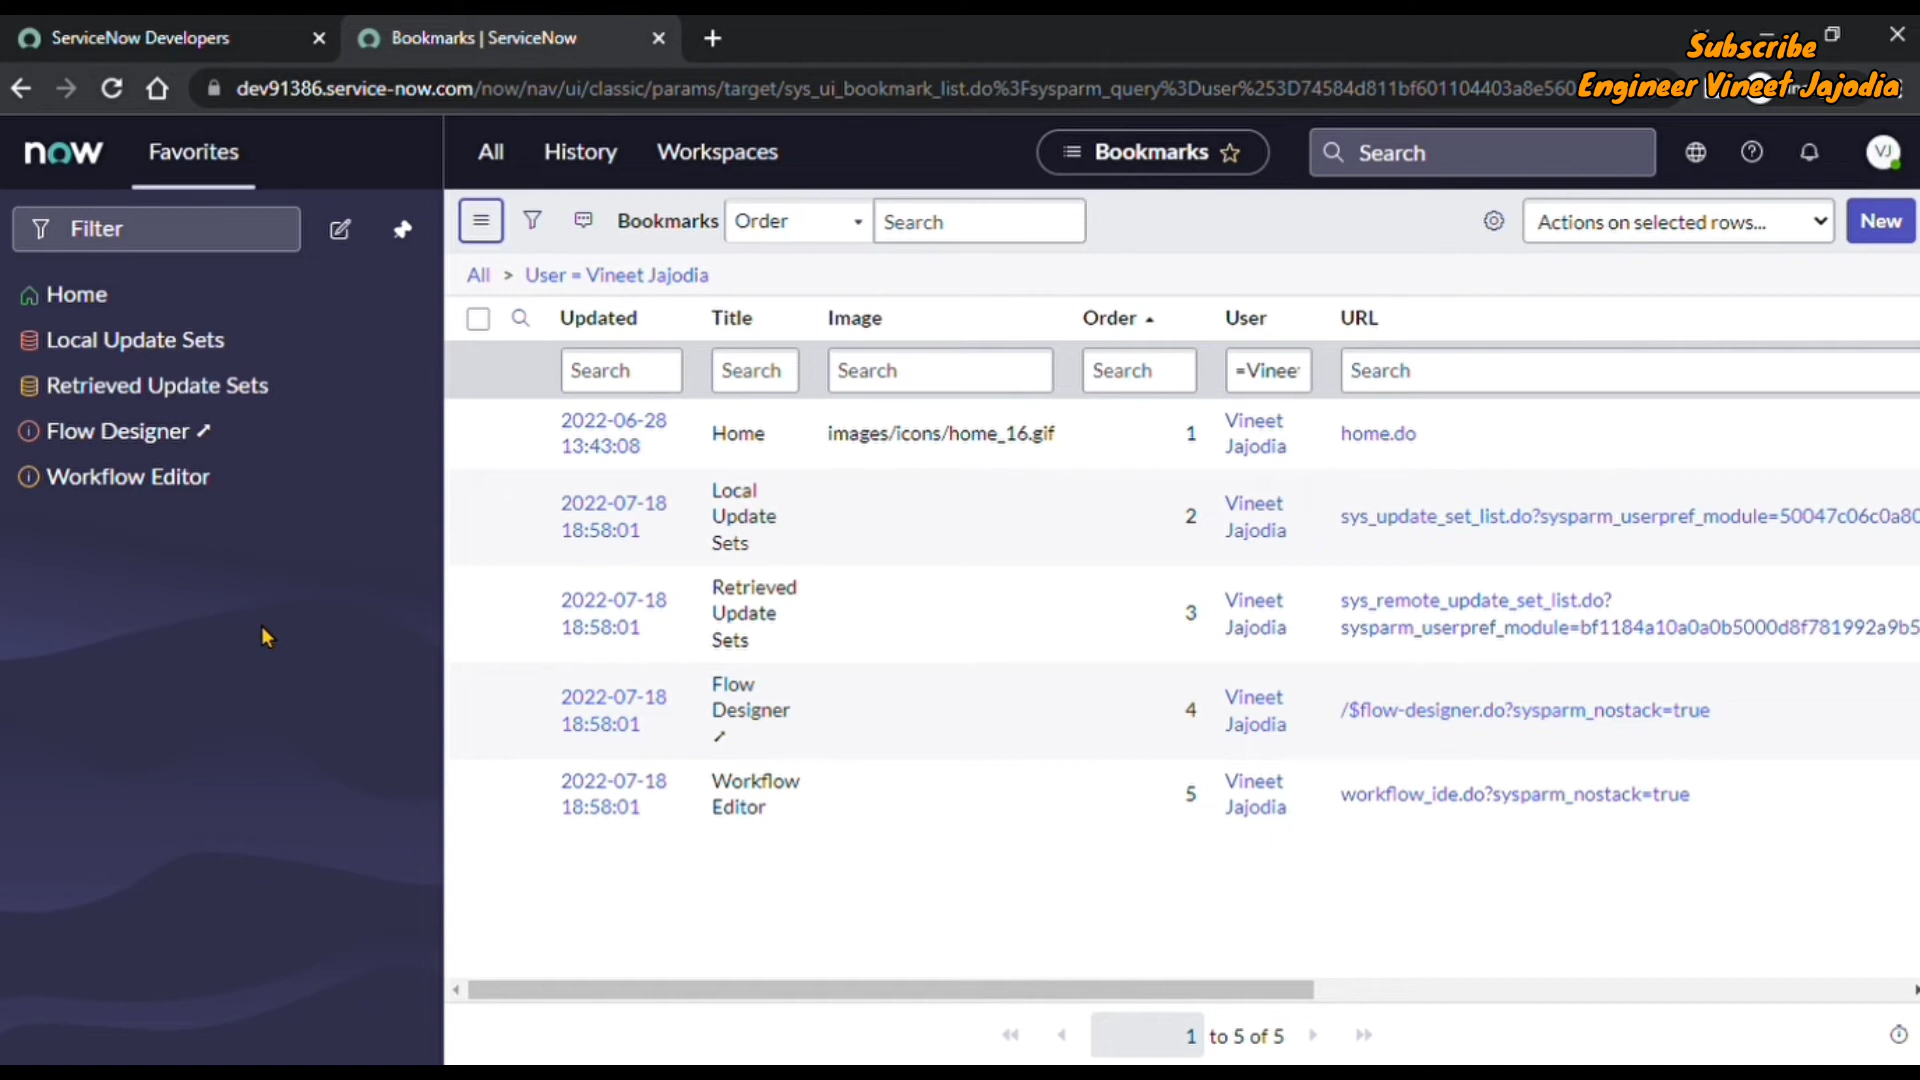 ServiceNow Developers
Bookmarks | ServiceNow
Subscribe
Engineer Vineet Jajodia
dev91386.service-now.com/now/nav/ui/classic/params/target/sys_ui_bookmark_list.do%3Fsysparm_query%3Duser%253D74584d811bf601104403a8e560
now
Favorites
All
History
Workspaces
Bookmarks
Search
VJ
Filter
Home
Local Update Sets
Retrieved Update Sets
Flow Designer ➚
Workflow Editor
Bookmarks
Order
Search
Actions on selected rows...
New
All > User = Vineet Jajodia
Updated
Title
Image
Order
User
URL
Search
Search
Search
Search
=Vinee
Search
2022-06-28
13:43:08
Home
images/icons/home_16.gif
1
Vineet
Jajodia
home.do
2022-07-18
18:58:01
Local
Update
Sets
2
Vineet
Jajodia
sys_update_set_list.do?sysparm_userpref_module=50047c06c0a80
2022-07-18
18:58:01
Retrieved
Update
Sets
3
Vineet
Jajodia
sys_remote_update_set_list.do?
sysparm_userpref_module=bf1184a10a0a0b5000d8f781992a9b5
2022-07-18
18:58:01
Flow
Designer
➚
4
Vineet
Jajodia
/$flow-designer.do?sysparm_nostack=true
2022-07-18
18:58:01
Workflow
Editor
5
Vineet
Jajodia
workflow_ide.do?sysparm_nostack=true
1 to 5 of 5